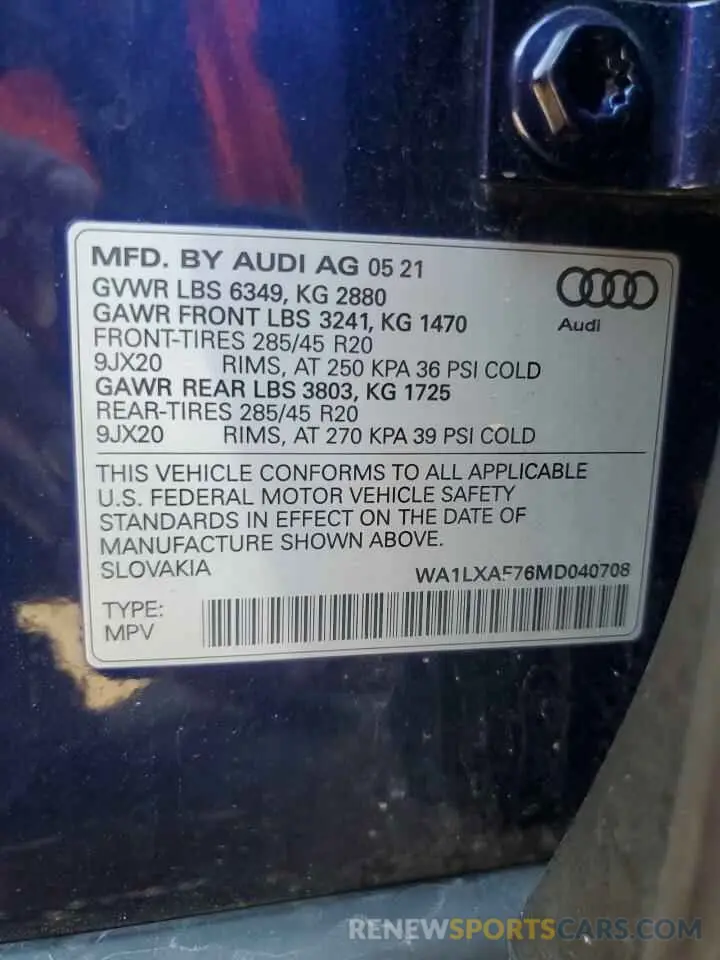 MFD. BY AUDI AG 05 21
GVWR LBS 6349, KG 2880
GAWR FRONT LBS 3241, KG 1470
FRONT-TIRES 285/45 R20
9JX20 RIMS, AT 250 KPA 36 PSI COLD
GAWR REAR LBS 3803, KG 1725
REAR-TIRES 285/45 R20
9JX20 RIMS, AT 270 KPA 39 PSI COLD
Audi
THIS VEHICLE CONFORMS TO ALL APPLICABLE
U.S. FEDERAL MOTOR VEHICLE SAFETY
STANDARDS IN EFFECT ON THE DATE OF
MANUFACTURE SHOWN ABOVE.
SLOVAKIA
WA1LXAF76MD040708
TYPE:
MPV
RENEWSPORTSCARS.COM